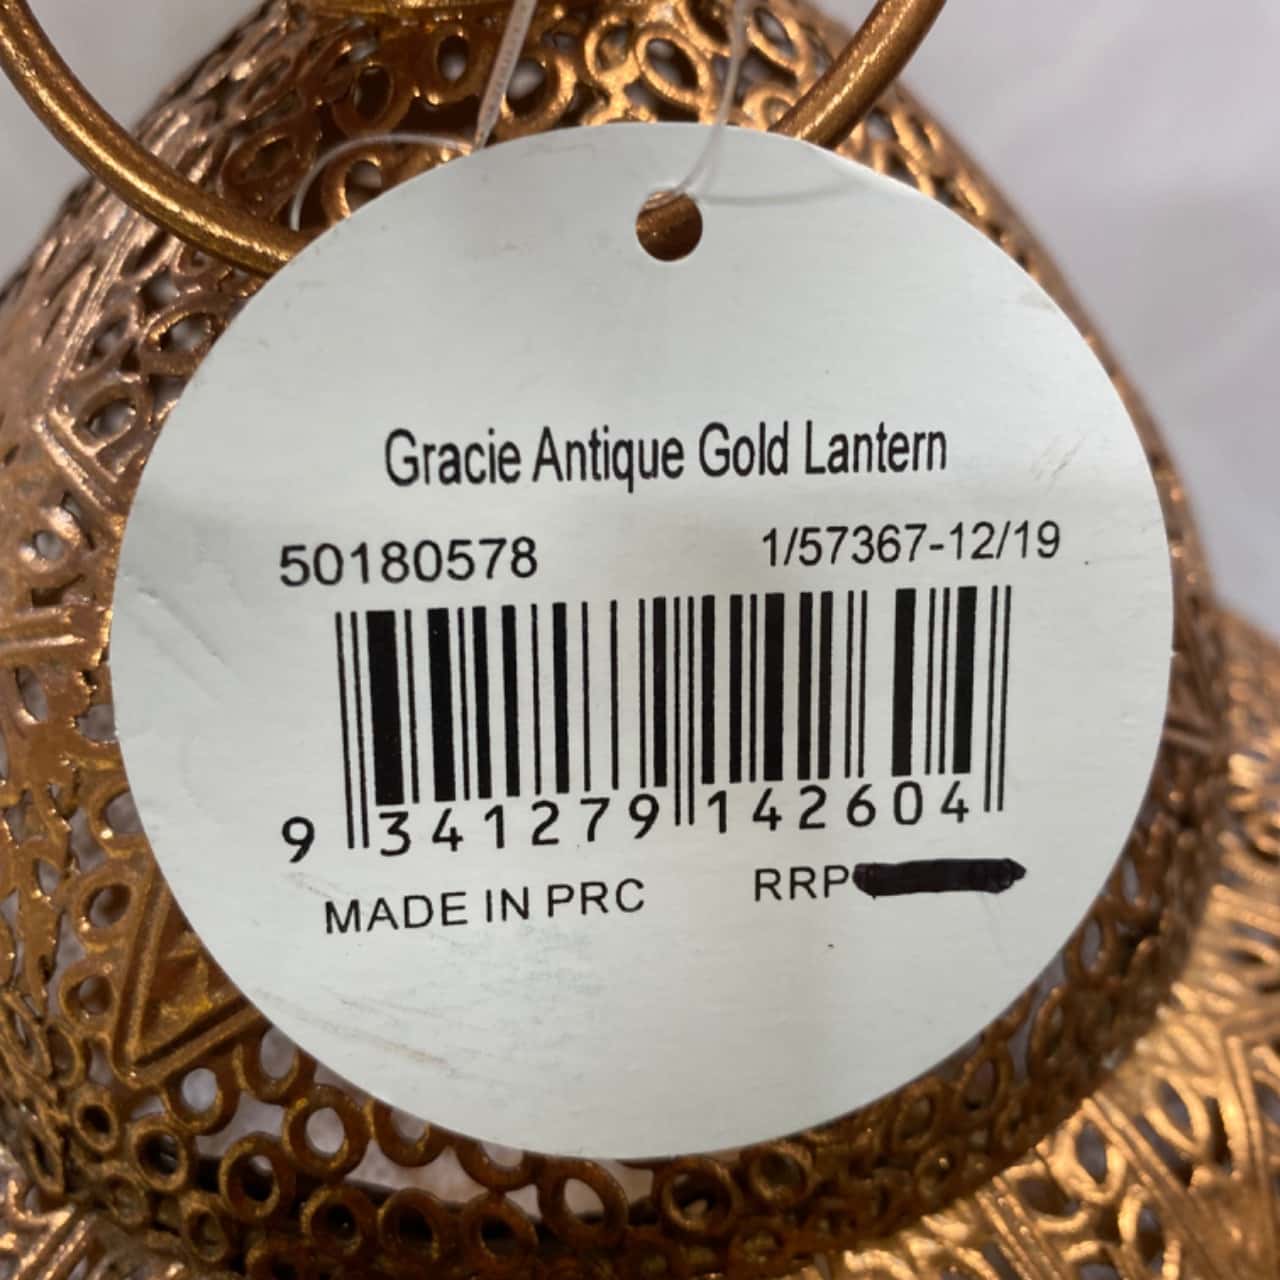 Gracie Antique Gold Lantern
50180578 1/57367-12/19
9 341279 142604
MADE IN PRC RRP